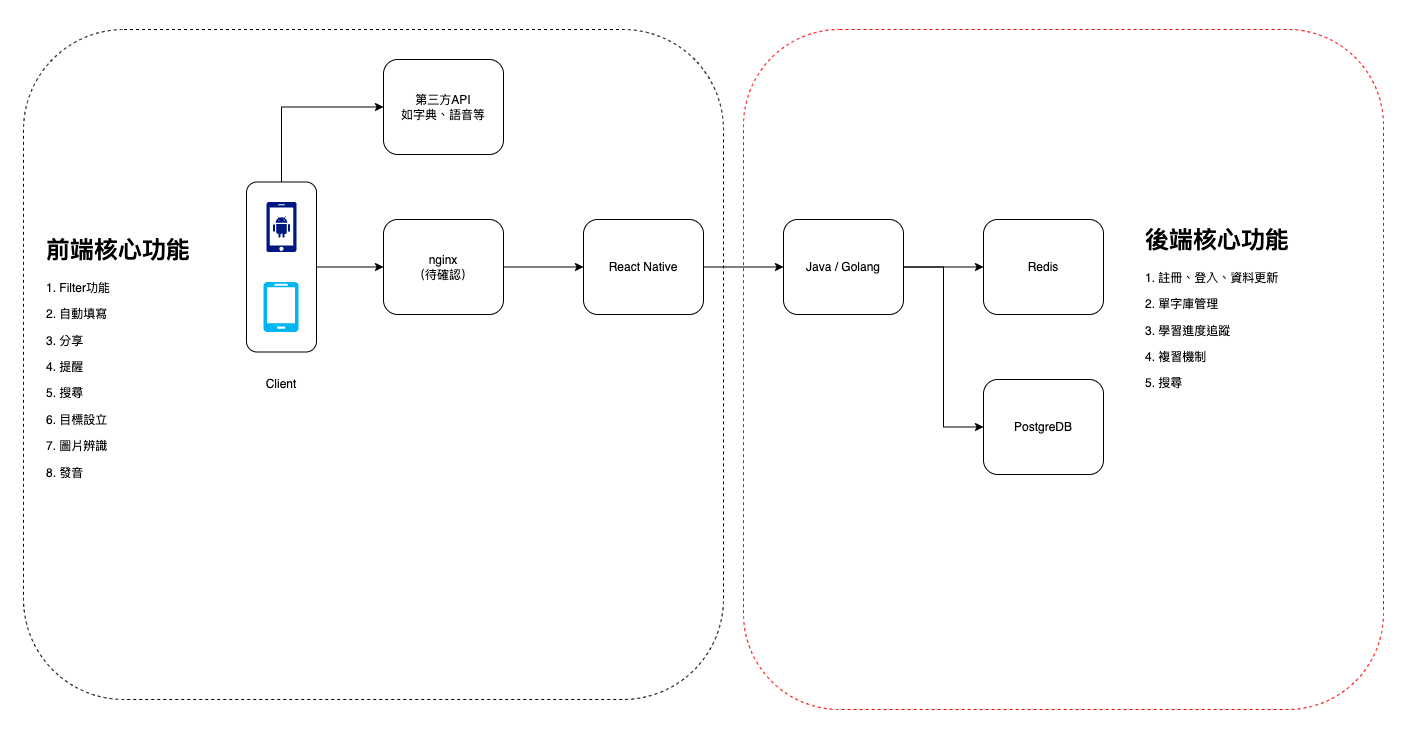 第三方API
如字典、語音等
前端核心功能
1. Filter功能
2. 自動填寫
3. 分享
4. 提醒
5. 搜尋
6. 目標設立
7. 圖片辨識
8. 發音
Client
nginx
(待確認)
React Native
Java / Golang
Redis
PostgreDB
後端核心功能
1. 註冊、登入、資料更新
2. 單字庫管理
3. 學習進度追蹤
4. 複習機制
5. 搜尋